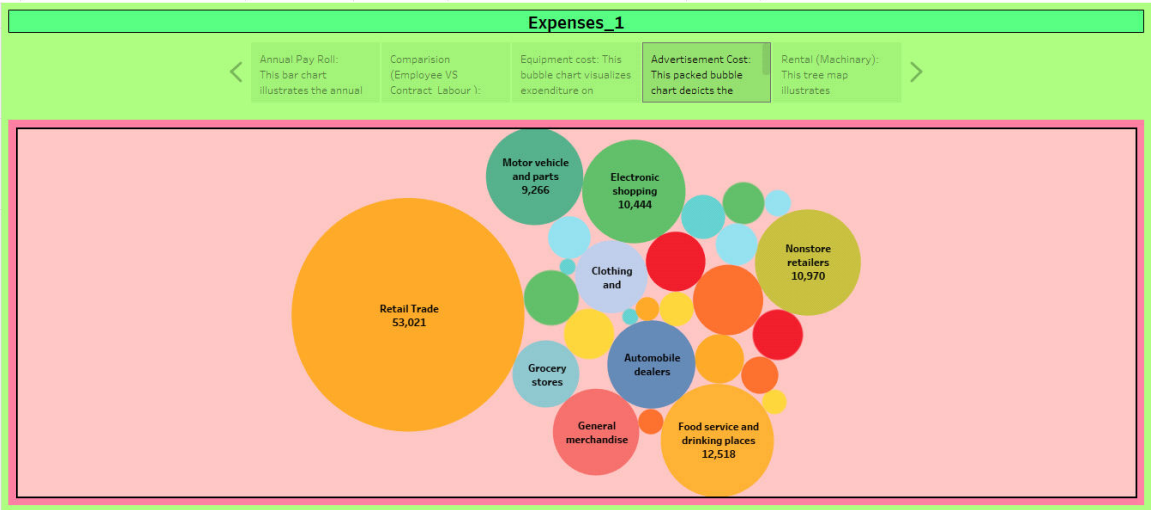 Expenses_1
Annual Pay Roll:
This bar chart
illustrates the annual
Comparision
(Employee VS
Contract Labour ):
Equipment cost: This
bubble chart visualizes
expenditure on
Advertisement Cost:
This packed bubble
chart depicts the
Rental (Machinary):
This tree map
illustrates
Motor vehicle
and parts
9,266
Electronic
shopping
10,444
Nonstore
retailers
10,970
Clothing
and
Retail Trade
53,021
Automobile
dealers
Grocery
stores
General
merchandise
Food service and
drinking places
12,518